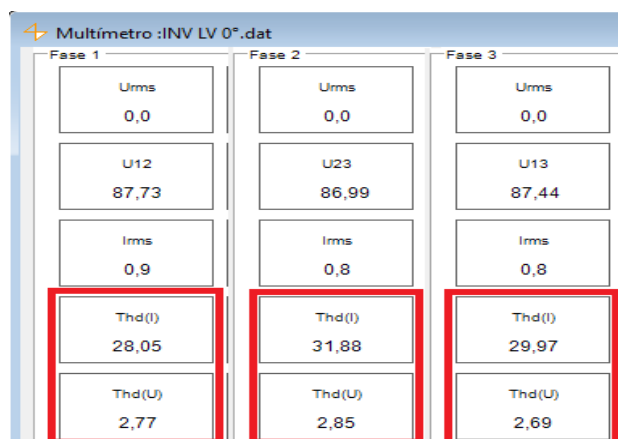 Multímetro :INV LV 0°.dat
Fase 1 Fase 2 Fase 3
Urms Urms Urms
0,0 0,0 0,0
U12 U23 U13
87,73 86,99 87,44
Irms Irms Irms
0,9 0,8 0,8
Thd(I) Thd(I) Thd(I)
28,05 31,88 29,97
Thd(U) Thd(U) Thd(U)
2,77 2,85 2,69